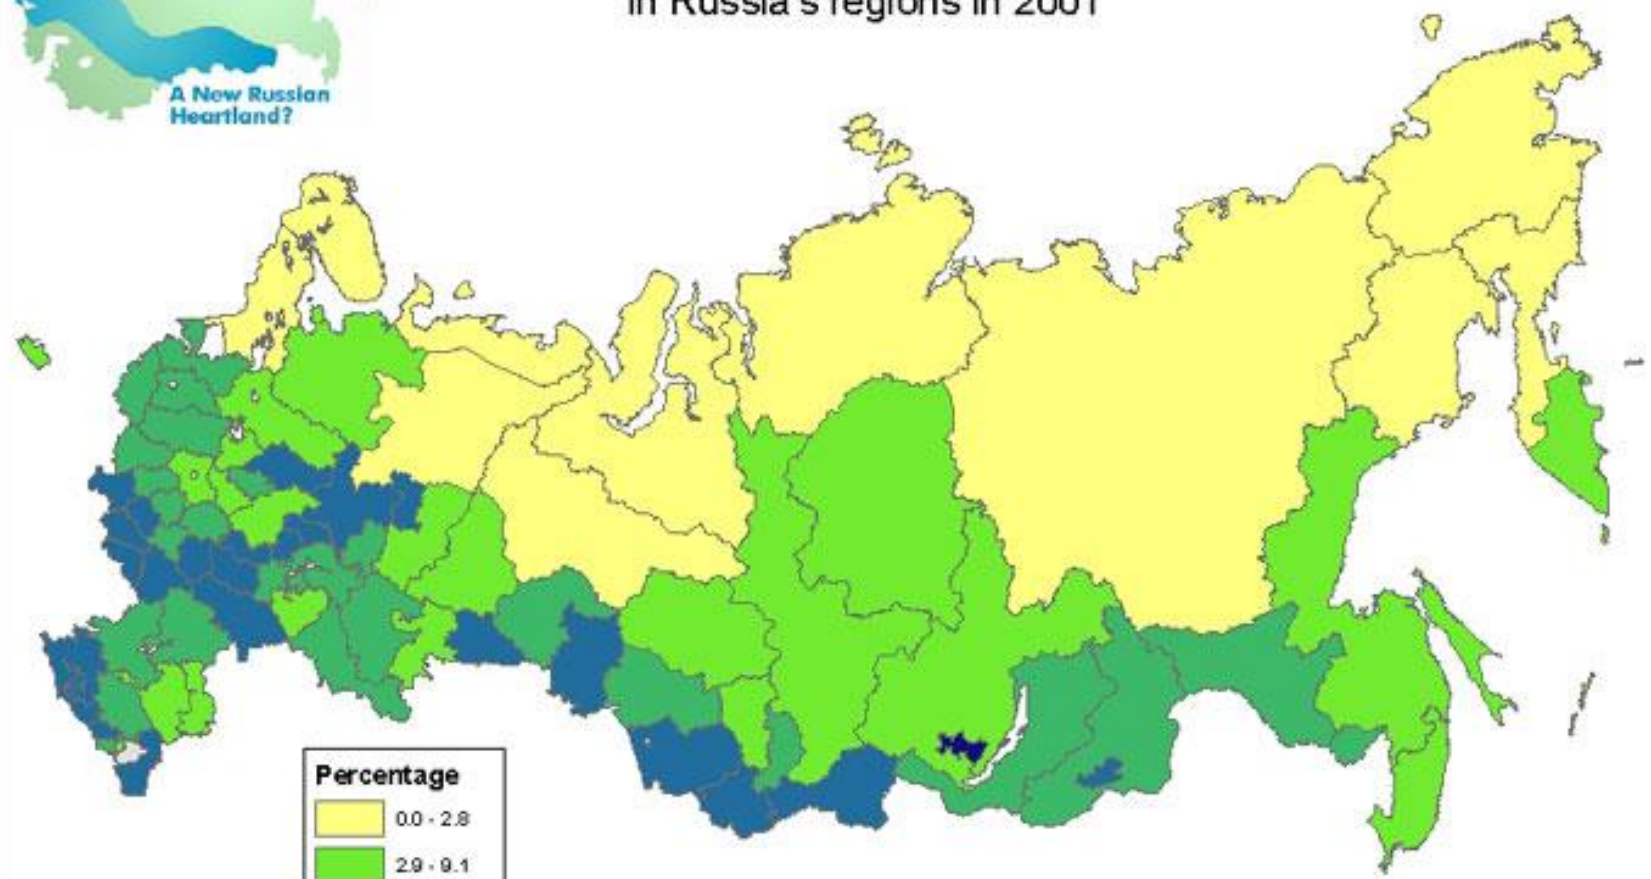 in Russia's regions in 2001
A New Russian
Heartland?
Percentage
0.0 - 2.8
2.9 - 9.1